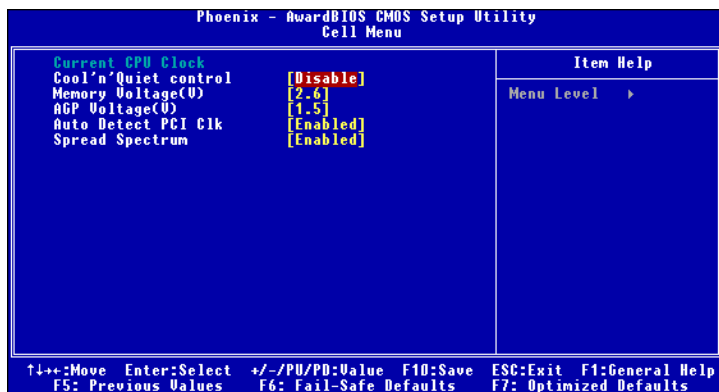 Phoenix - AwardBIOS CMOS Setup Utility
Cell Menu
Current CPU Clock
Cool'n'Quiet control [Disable]
Memory Voltage(V) [2.6]
AGP Voltage(V) [1.5]
Auto Detect PCI Clk [Enabled]
Spread Spectrum [Enabled]
Item Help
Menu Level ▸
↑↓→←:Move Enter:Select +/-/PU/PD:Value F10:Save ESC:Exit F1:General Help
F5: Previous Values F6: Fail-Safe Defaults F7: Optimized Defaults